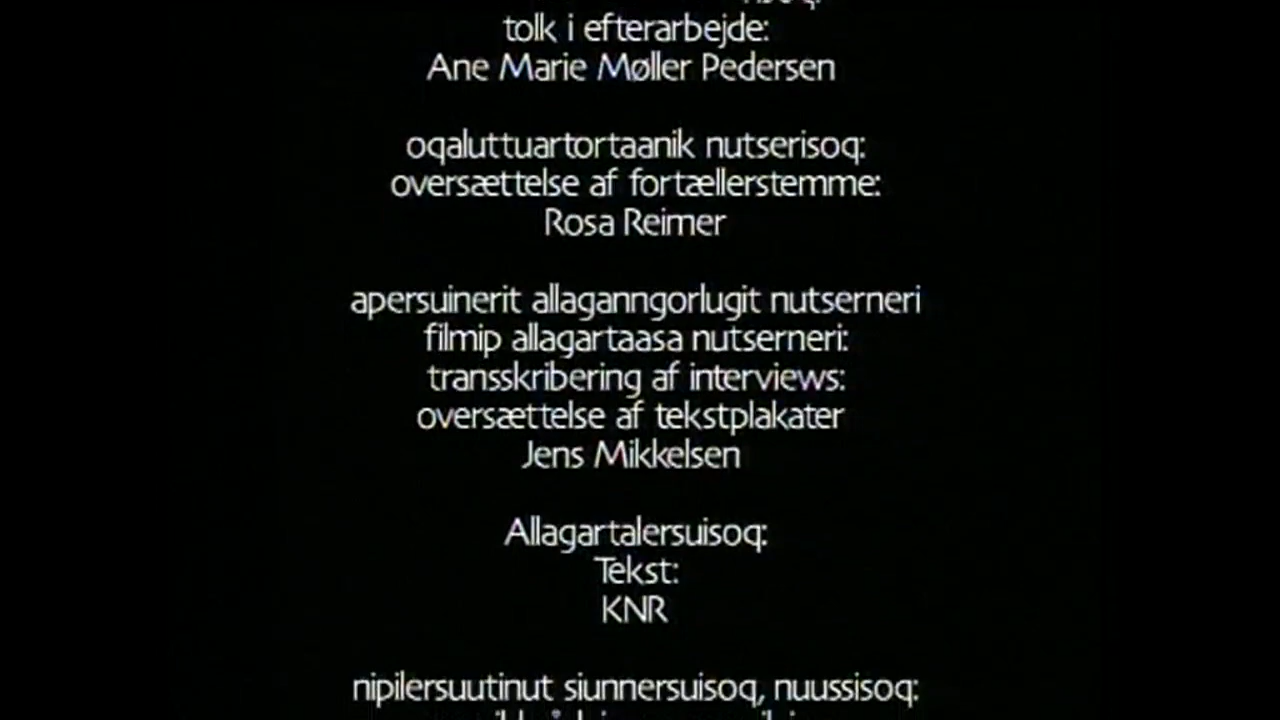 tolk i efterarbejde:
Ane Marie Møller Pedersen
oqaluttuartortaanik nutserisoq:
oversættelse af fortællerstemme:
Rosa Reimer
apersuinerit allaganngorlugit nutserneri
filmip allagartaasa nutserneri:
transskribering af interviews:
oversættelse af tekstplakater
Jens Mikkelsen
Allagartalersuisoq:
Tekst:
KNR
nipilersuutinut siunnersuisoq, nuussisoq: